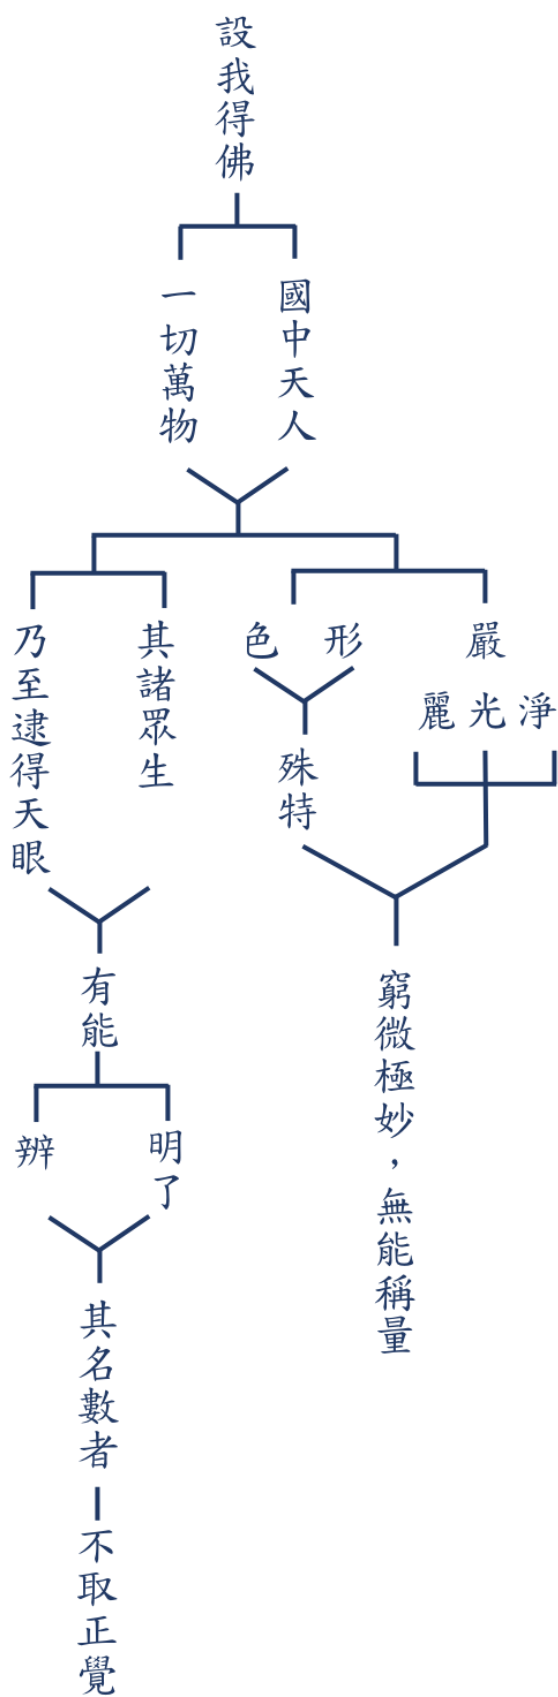 設我得佛
國中天人
一切萬物
嚴
淨
光
麗
形
色
殊特
窮微極妙，無能稱量
其諸眾生
乃至逮得天眼
有能
明了
辨
其名數者
不取正覺